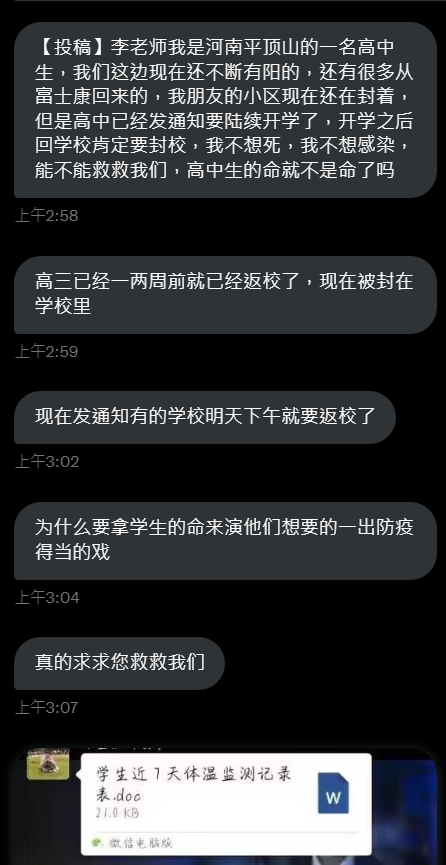 【投稿】李老师我是河南平顶山的一名高中
生，我们这边现在还不断有阳的，还有很多从
富士康回来的，我朋友的小区现在还在封着，
但是高中已经发通知要陆续开学了，开学之后
回学校肯定要封校，我不想死，我不想感染，
能不能救救我们，高中生的命就不是命了吗
上午2:58
高三已经一两周前就已经返校了，现在被封在
学校里
上午2:59
现在发通知有的学校明天下午就要返校了
上午3:02
为什么要拿学生的命来演他们想要的一出防疫
得当的戏
上午3:04
真的求求您救救我们
上午3:07
学生近7天体温监测记录
表.doc
21.0 KB
W
微信电脑版